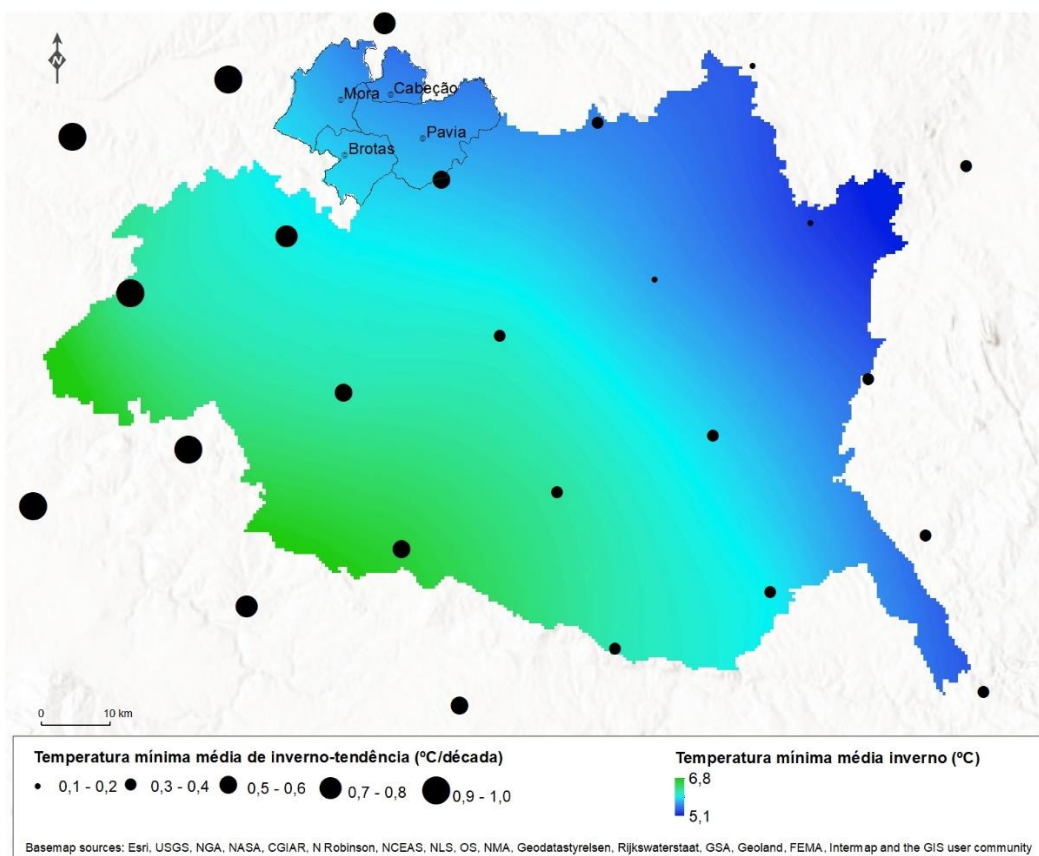 N
Mora
Cabeção
Pavia
Brotas
0 10 km
Temperatura mínima média de inverno-tendência (ºC/década)
0,1 - 0,2 0,3 - 0,4 0,5 - 0,6 0,7 - 0,8 0,9 - 1,0
Temperatura mínima média inverno (ºC)
6,8
5,1
Basemap sources: Esri, USGS, NGA, NASA, CGIAR, N Robinson, NCEAS, NLS, OS, NMA, Geodatastyrelsen, Rijkswaterstaat, GSA, Geoland, FEMA, Intermap and the GIS user community